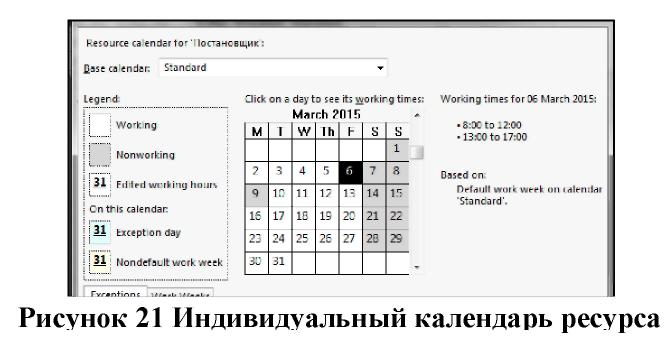 Resource calendar for 'Постановщик':
Base calendar: Standard
Legend:
Working
Nonworking
31 Edited working hours
On this calendar:
31 Exception day
31 Nondefault work week
Click on a day to see its working times:
March 2015
M T W Th F S S
1
2 3 4 5 6 7 8
9 10 11 12 13 14 15
16 17 18 19 20 21 22
23 24 25 26 27 28 29
30 31
Working times for 06 March 2015:
• 8:00 to 12:00
• 13:00 to 17:00
Based on:
Default work week on calendar
'Standard'.
Exceptions Work Weeks
Рисунок 21 Индивидуальный календарь ресурса